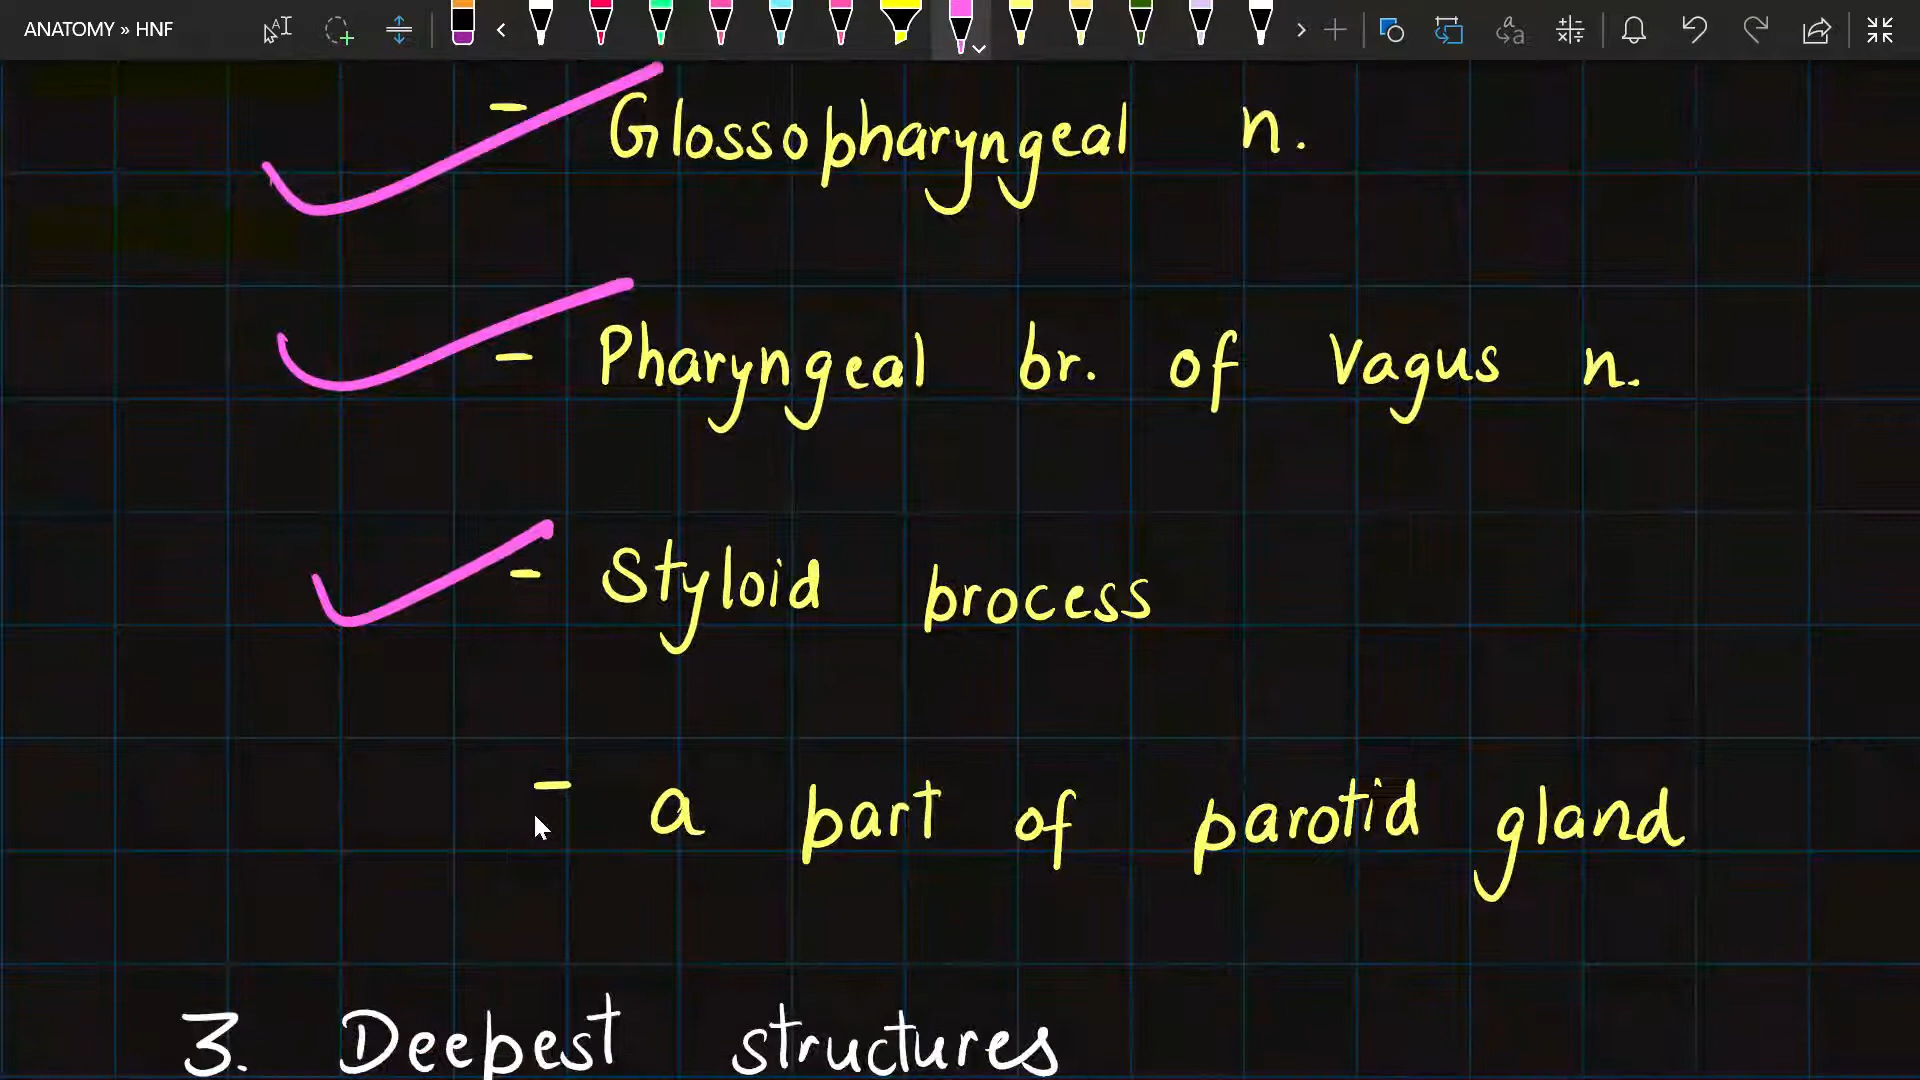 ANATOMY » HNF
- Glossopharyngeal n.
- Pharyngeal br. of Vagus n.
- Styloid process
- a part of parotid gland
3. Deepest structures